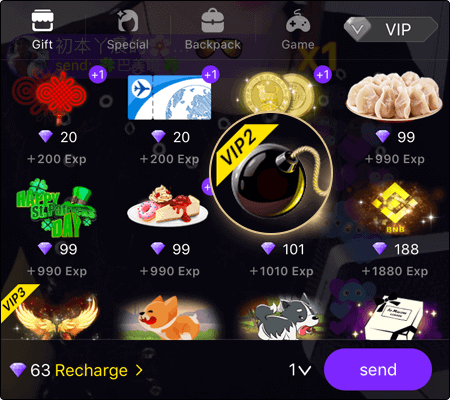 Gift Special Backpack Game VIP
初本丫
send:
X1
+1 +1 +1
20 20 99
+200 Exp +200 Exp +990 Exp
VIP2
HAPPY ST. PATRICK'S DAY
BNB
99 99 101 188
+990 Exp +990 Exp +1010 Exp +1880 Exp
VIP3
63 Recharge > 1 send